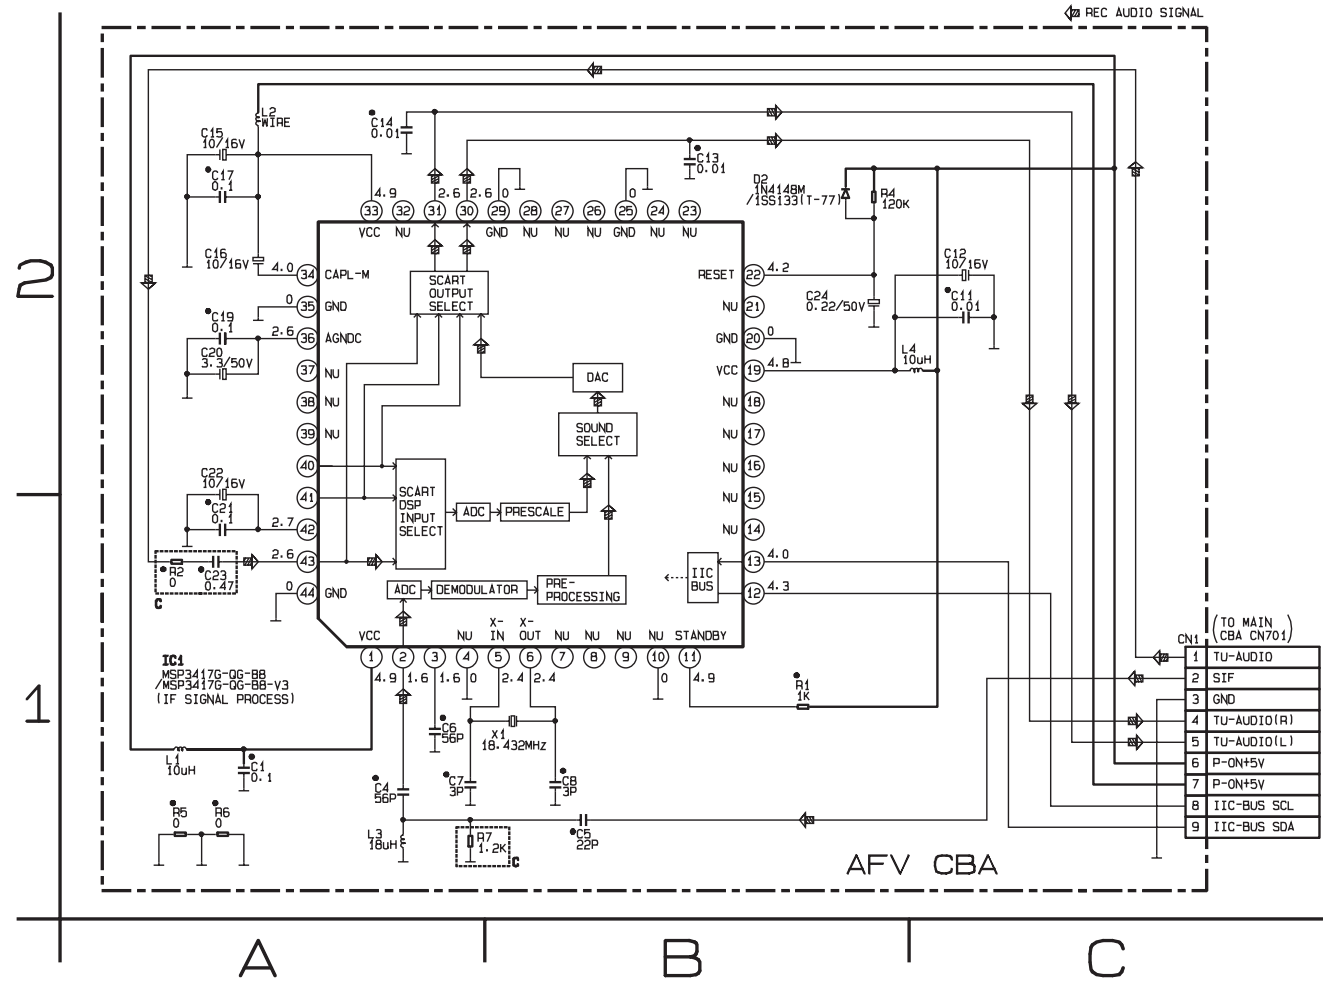 REC AUDIO SIGNAL
L2
WIRE
C15
10/16V
C17
0.1
C14
0.01
C13
0.01
4.9
2.6
2.6
0
0
33
32
31
30
29
28
27
26
25
24
23
VCC
NU
GND
NU
NU
NU
GND
NU
NU
D2
1N4148M
/1SS133(T-77)
R4
120K
C16
10/16V
4.0
34
CAPL-M
SCART
OUTPUT
SELECT
RESET
22
4.2
C12
10/16V
C11
0.01
C24
0.22/50V
0
35
GND
NU
21
C19
0.1
2.6
36
AGNDC
GND
20
0
C20
3.3/50V
37
NU
DAC
VCC
19
4.8
L4
10uH
38
NU
NU
18
39
NU
SOUND
SELECT
NU
17
40
NU
16
C22
10/16V
C21
0.1
41
SCART
DSP
INPUT
SELECT
ADC
PRESCALE
NU
15
2.7
42
NU
14
2.6
43
13
4.0
R2
0
C23
0.47
C
IIC
BUS
0
44
GND
ADC
DEMODULATOR
PRE-
PROCESSING
12
4.3
VCC
NU
X-
IN
X-
OUT
NU
NU
NU
NU
STANDBY
1
2
3
4
5
6
7
8
9
10
11
4.9
1.6
1.6
0
2.4
2.4
0
4.9
IC1
MSP3417G-QG-B8
/MSP3417G-QG-B8-V3
(IF SIGNAL PROCESS)
R1
1K
C6
56P
X1
18.432MHz
L1
10uH
C1
0.1
C4
56P
C7
3P
C8
3P
R5
0
R6
0
L3
18uH
R7
1.2K
C
C5
22P
CN1
(TO MAIN
CBA CN701)
1 TU-AUDIO
2 SIF
3 GND
4 TU-AUDIO(R)
5 TU-AUDIO(L)
6 P-ON+5V
7 P-ON+5V
8 IIC-BUS SCL
9 IIC-BUS SDA
AFV CBA
2
1
A
B
C